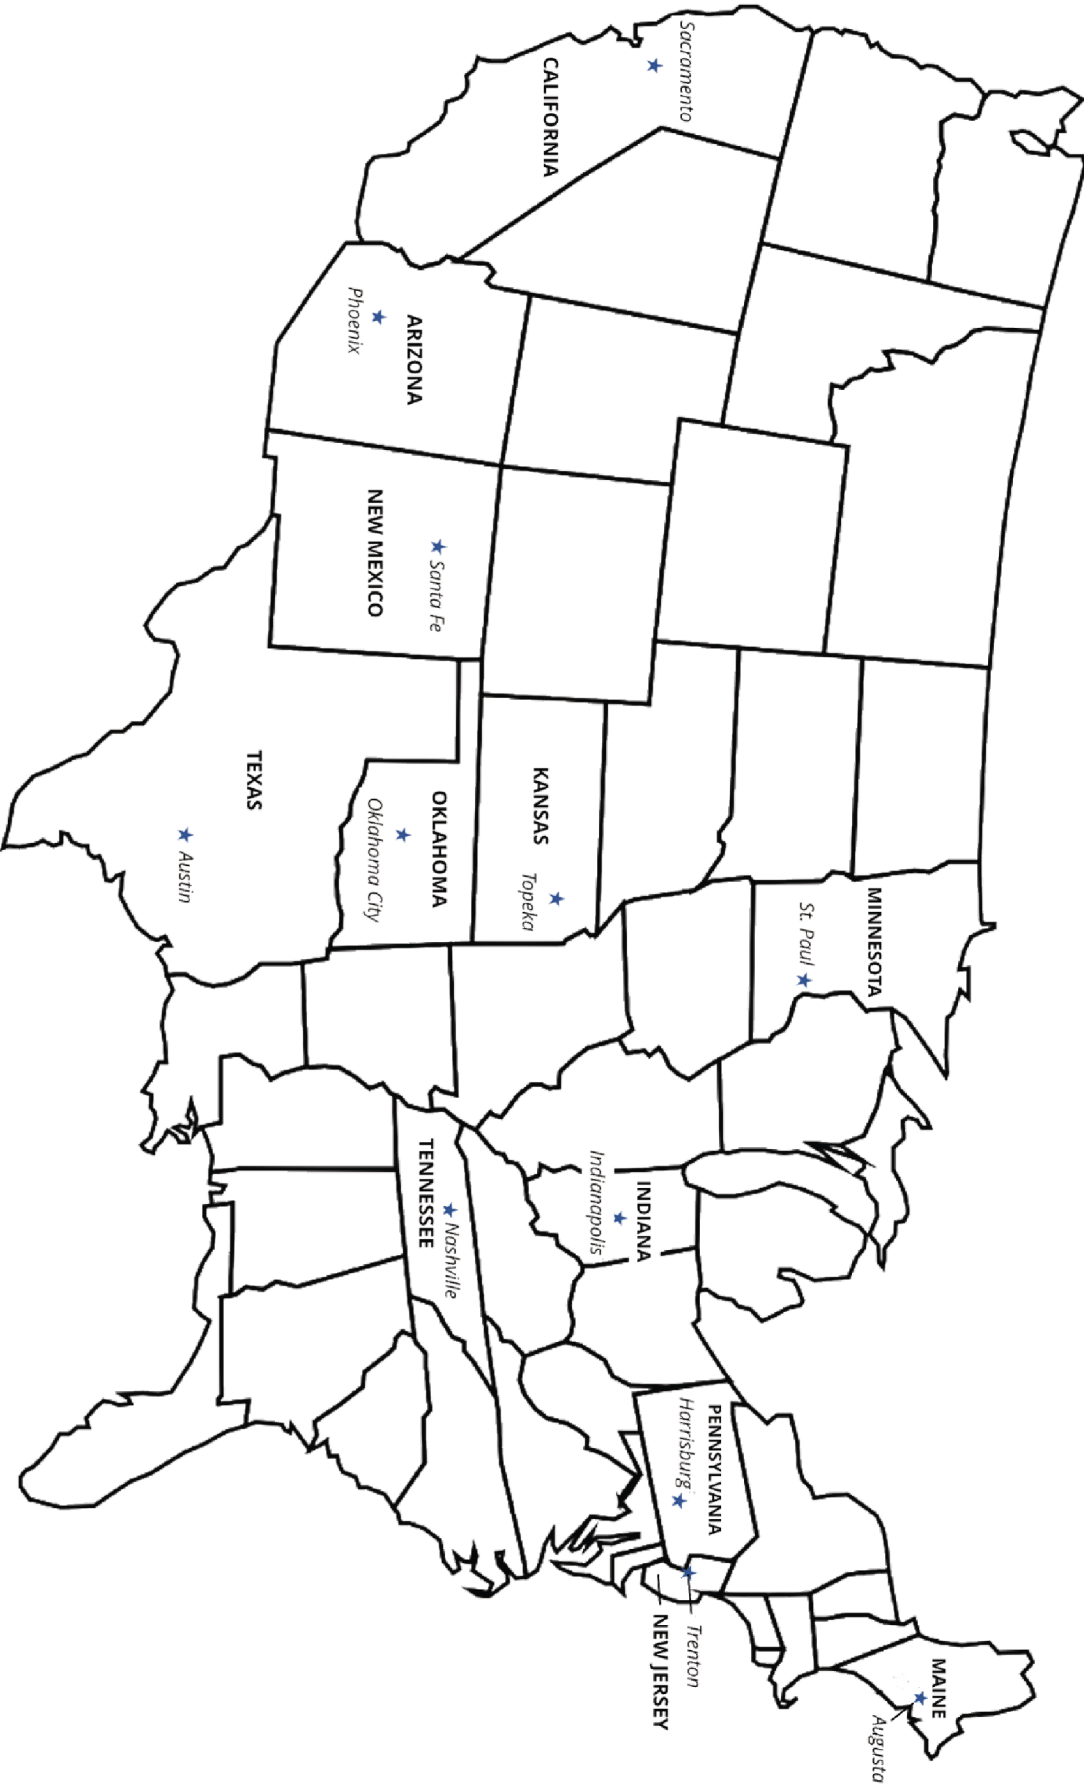 Sacramento
CALIFORNIA
ARIZONA
Phoenix
NEW MEXICO
Santa Fe
TEXAS
Austin
OKLAHOMA
Oklahoma City
KANSAS
Topeka
MINNESOTA
St. Paul
TENNESSEE
Nashville
INDIANA
Indianapolis
PENNSYLVANIA
Harrisburg
Trenton
NEW JERSEY
MAINE
Augusta